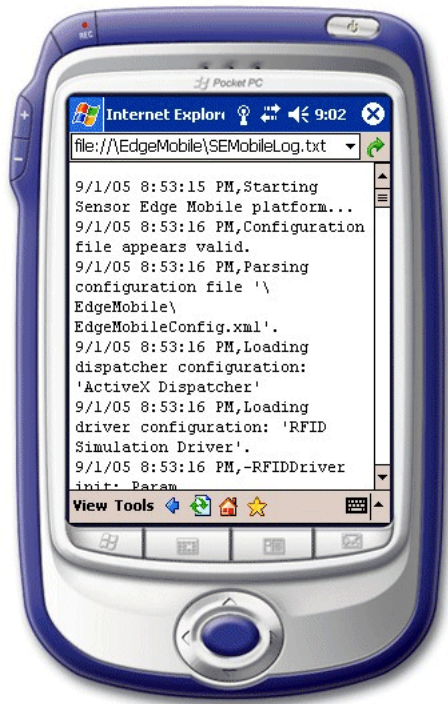 REC
Pocket PC
Internet Explor 9:02
file://\EdgeMobile\SEMobileLog.txt
9/1/05 8:53:15 PM,Starting
Sensor Edge Mobile platform...
9/1/05 8:53:16 PM,Configuration
file appears valid.
9/1/05 8:53:16 PM,Parsing
configuration file '\
EdgeMobile\
EdgeMobileConfig.xml'.
9/1/05 8:53:16 PM,Loading
dispatcher configuration:
'ActiveX Dispatcher'
9/1/05 8:53:16 PM,Loading
driver configuration: 'RFID
Simulation Driver'.
9/1/05 8:53:16 PM,-RFIDDriver
init: Param
View Tools